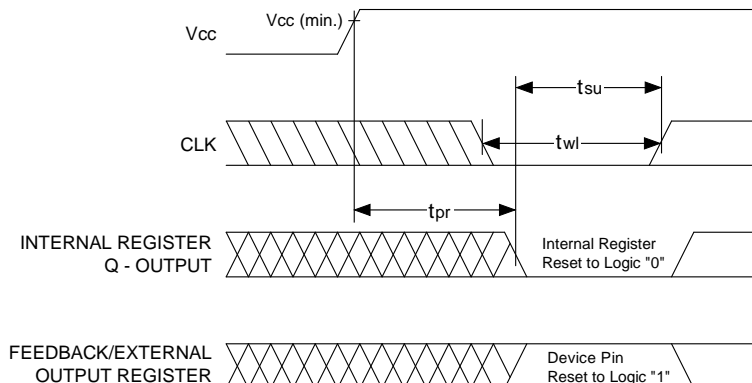 Vcc
Vcc (min.)
tsu
CLK
twl
tpr
INTERNAL REGISTER
Q - OUTPUT
Internal Register
Reset to Logic "0"
FEEDBACK/EXTERNAL
OUTPUT REGISTER
Device Pin
Reset to Logic "1"